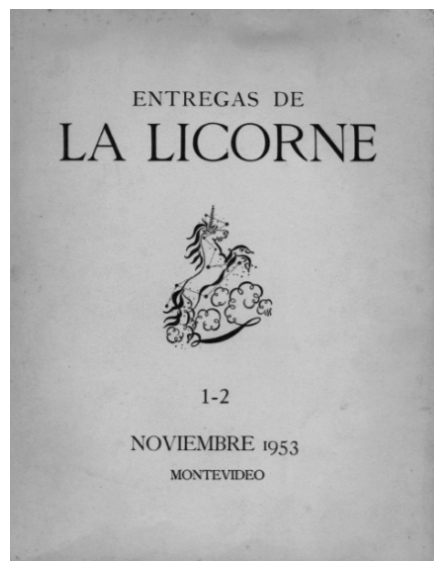 ENTREGAS DE
LA LICORNE
1-2
NOVIEMBRE 1953
MONTEVIDEO